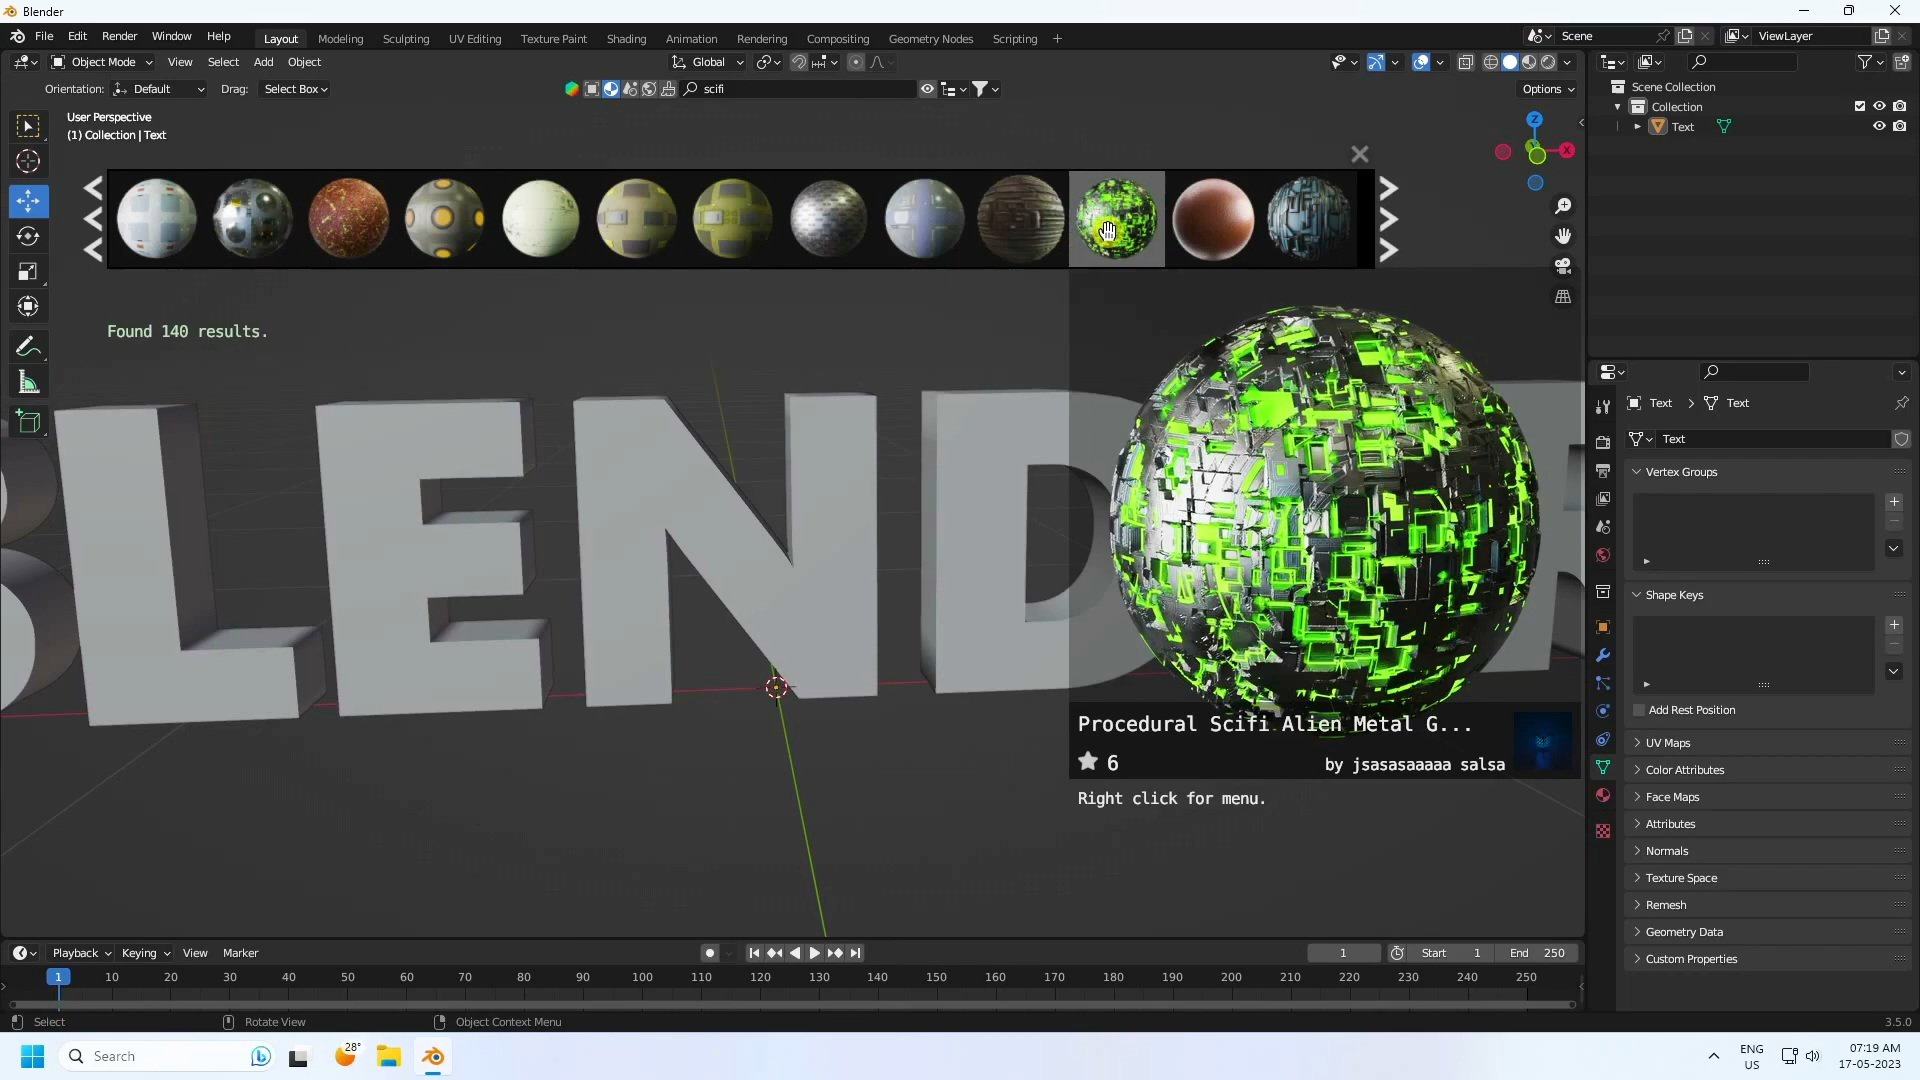 Blender
File Edit Render Window Help Layout Modeling Sculpting UV Editing Texture Paint Shading Animation Rendering Compositing Geometry Nodes Scripting + Scene ViewLayer
Object Mode View Select Add Object Global
Orientation: Default Drag: Select Box scifi Options
User Perspective
(1) Collection | Text
Z
X
Found 140 results.
BLENDER
Procedural Scifi Alien Metal G...
6 by jsasasaaaaa salsa
Right click for menu.
Scene Collection
Collection
Text
Text > Text
Text
Vertex Groups
Shape Keys
Add Rest Position
UV Maps
Color Attributes
Face Maps
Attributes
Normals
Texture Space
Remesh
Geometry Data
Custom Properties
Playback Keying View Marker 1 Start 1 End 250
1 10 20 30 40 50 60 70 80 90 100 110 120 130 140 150 160 170 180 190 200 210 220 230 240 250
Select Rotate View Object Context Menu 3.5.0
Search 28° ENG US 07:19 AM
17-05-2023